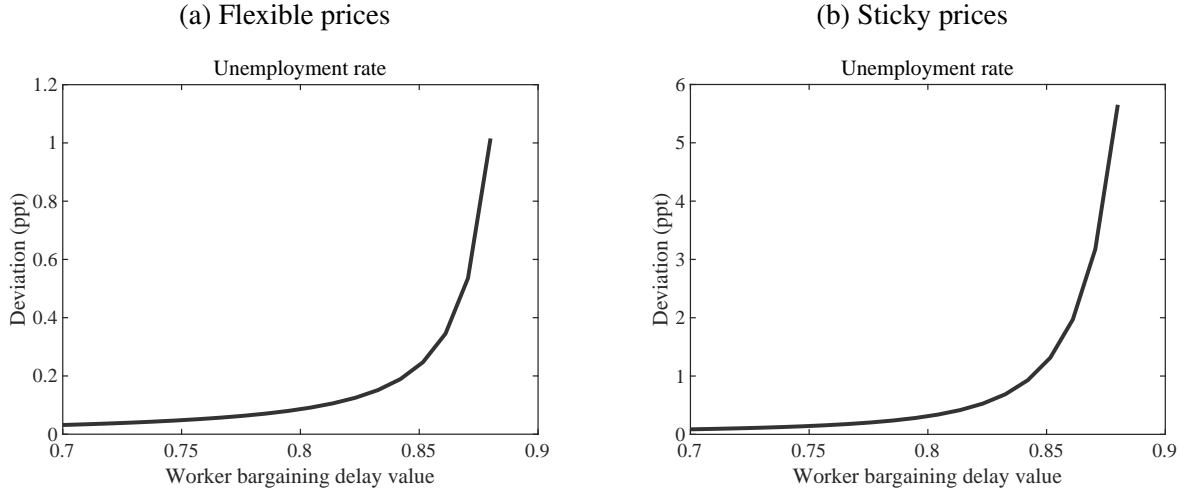 (a) Flexible prices
Unemployment rate
1.2
1
0.8
0.6
0.4
0.2
0
Deviation (ppt)
0.7 0.75 0.8 0.85 0.9
Worker bargaining delay value
(b) Sticky prices
Unemployment rate
6
5
4
3
2
1
0
Deviation (ppt)
0.7 0.75 0.8 0.85 0.9
Worker bargaining delay value